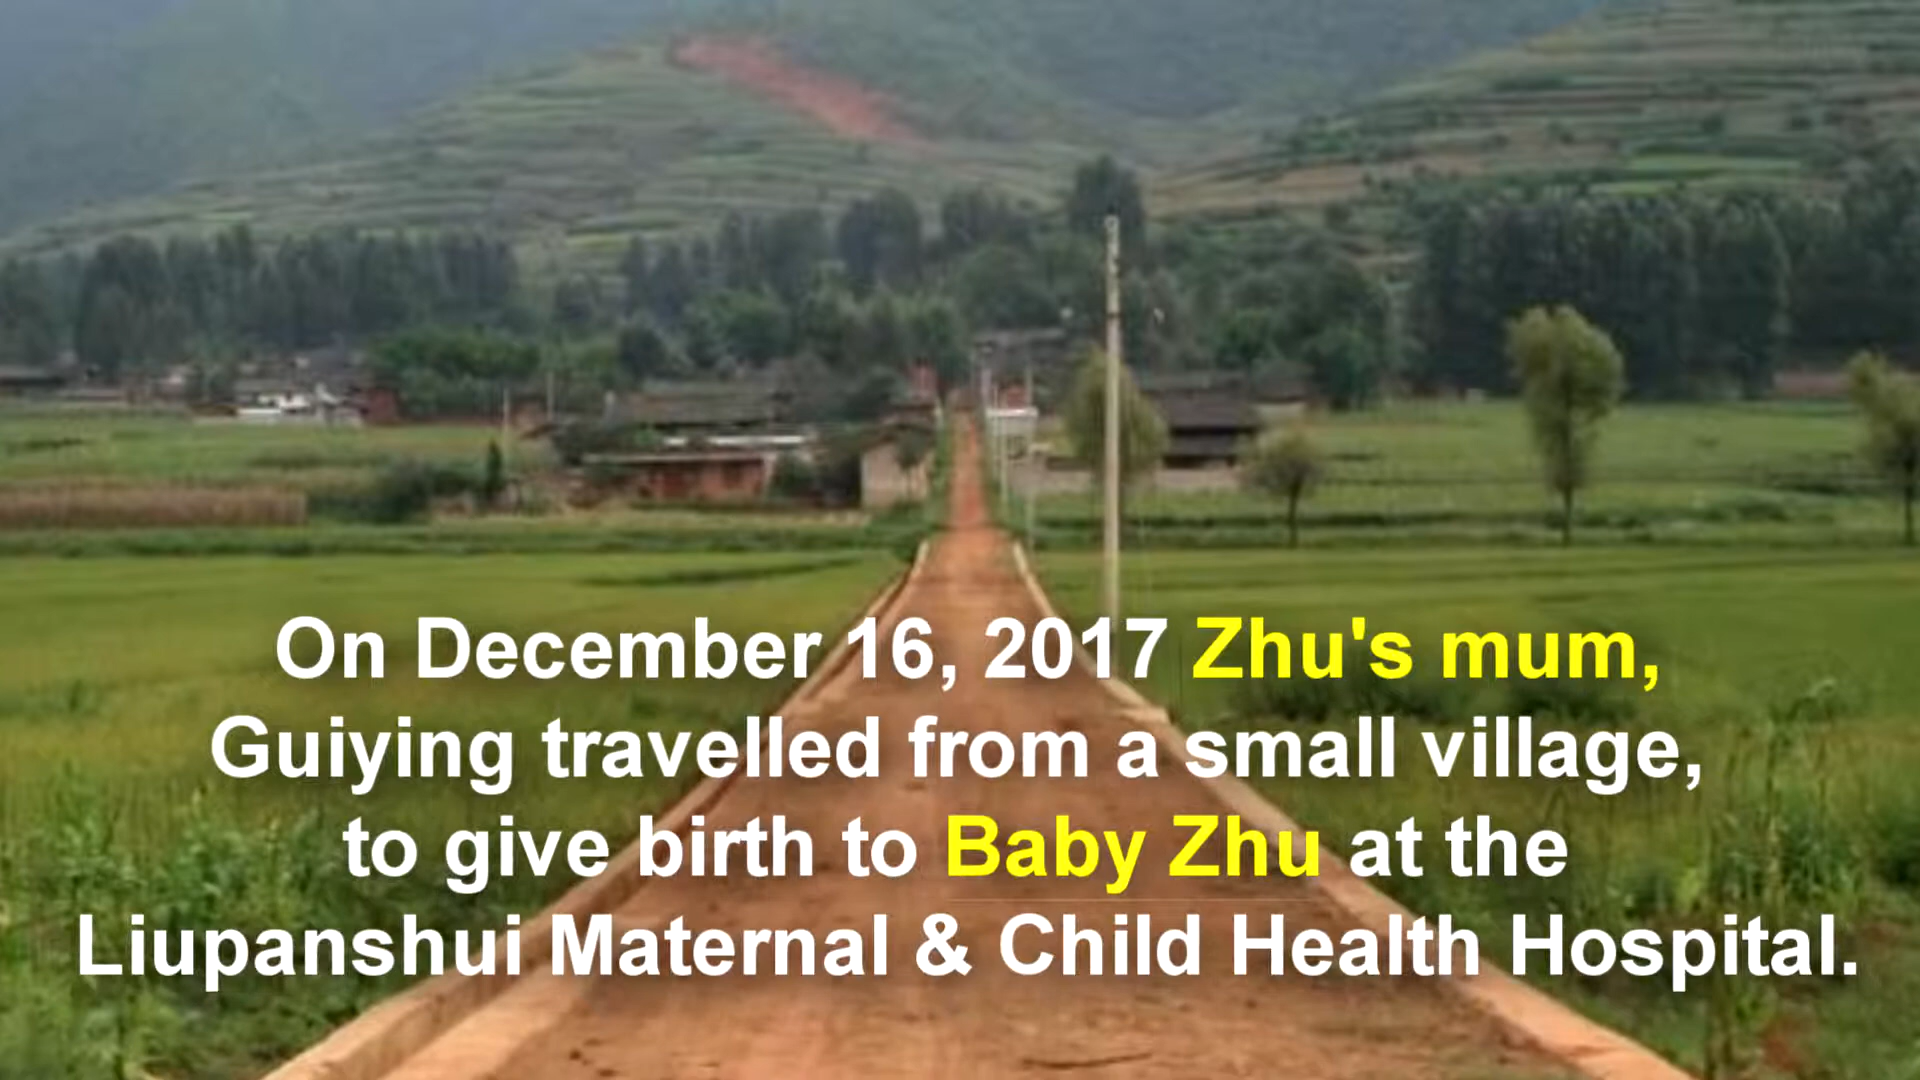 On December 16, 2017 Zhu's mum,
Guiying travelled from a small village,
to give birth to Baby Zhu at the
Liupanshui Maternal & Child Health Hospital.